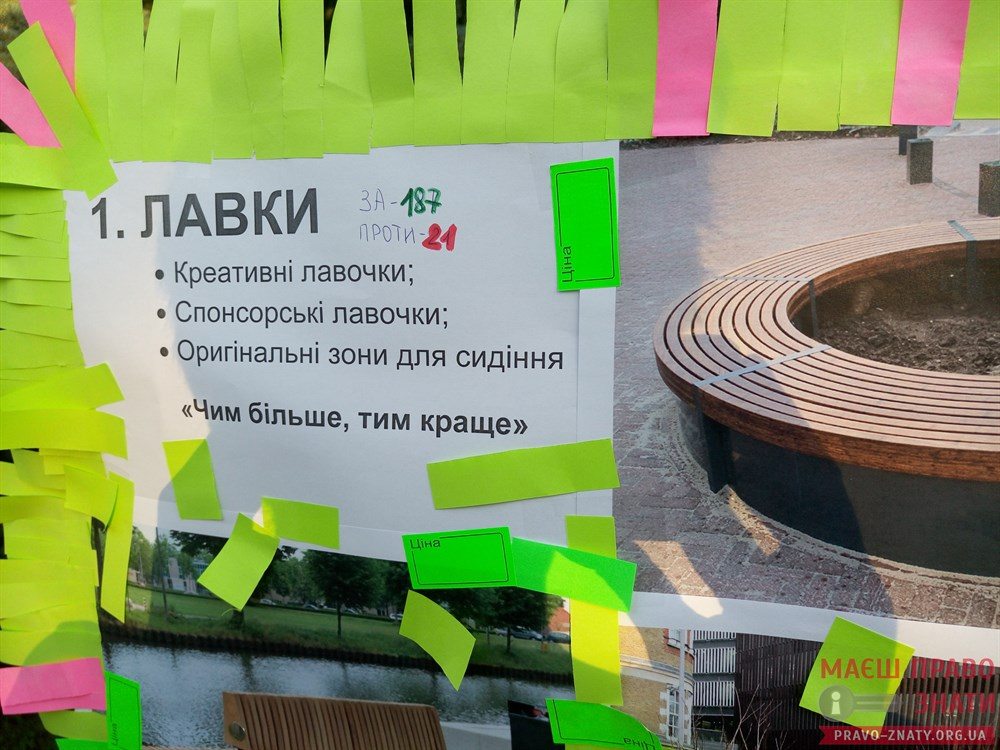 1. ЛАВКИ
ЗА - 187
ПРОТИ - 21
Ціна
• Креативні лавочки;
• Спонсорські лавочки;
• Оригінальні зони для сидіння
«Чим більше, тим краще»
Ціна
Ціна
МАЄШ ПРАВО
ЗНАТИ
PRAVO-ZNATY.ORG.UA